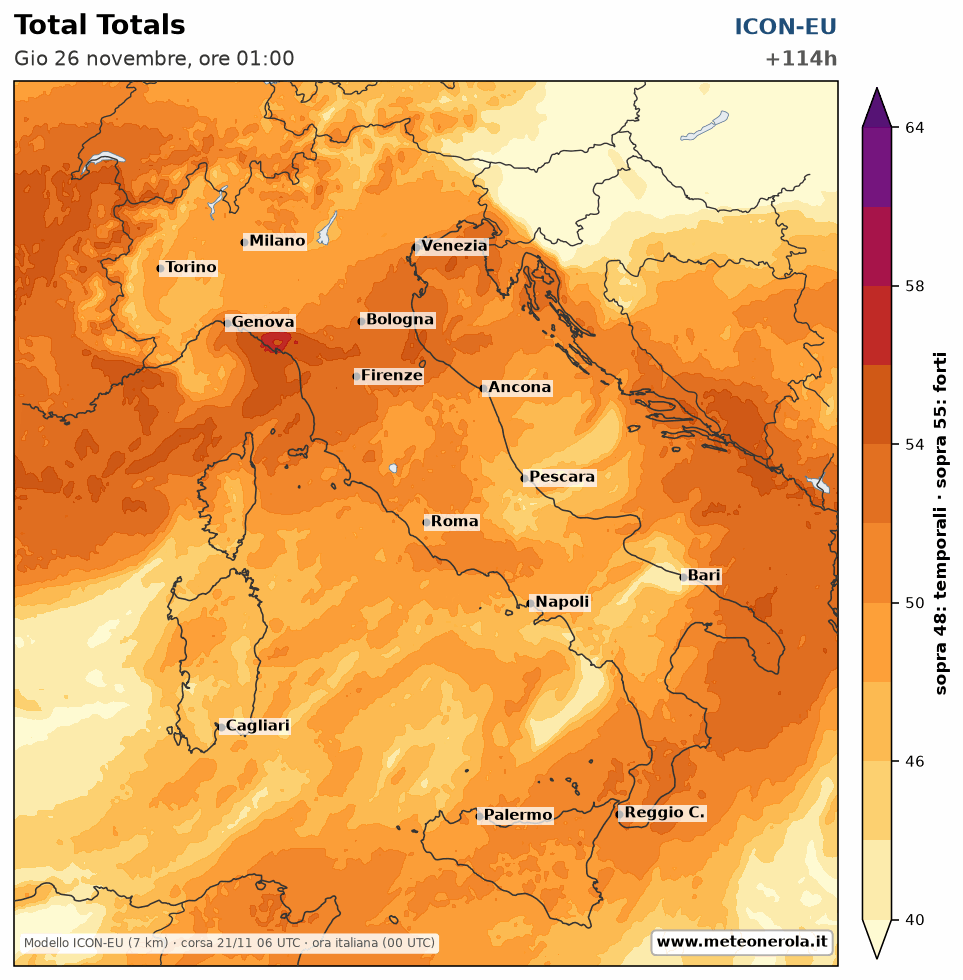 Total Totals
ICON-EU
Gio 26 novembre, ore 01:00
+114h
Milano
Venezia
Torino
Genova
Bologna
Firenze
Ancona
Pescara
Roma
Bari
Napoli
Cagliari
Palermo
Reggio C.
64
58
54
50
46
40
sopra 48: temporali · sopra 55: forti
Modello ICON-EU (7 km) · corsa 21/11 06 UTC · ora italiana (00 UTC)
www.meteonerola.it